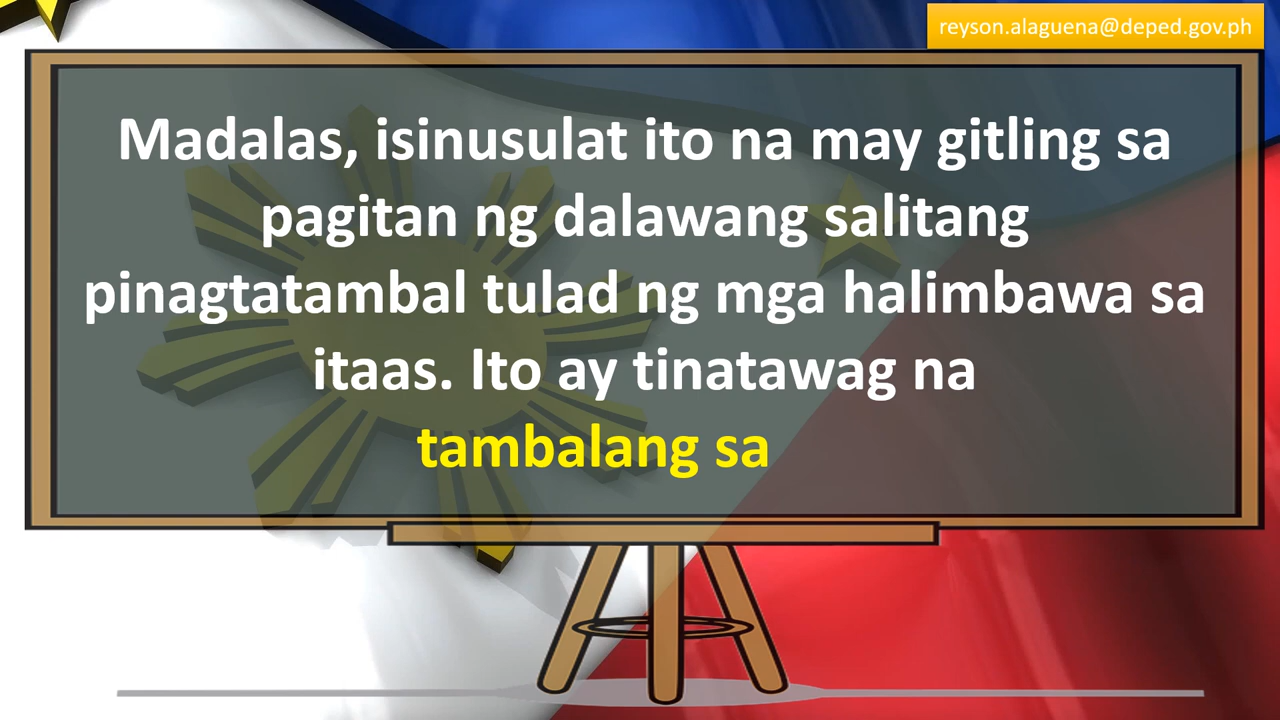 reyson.alaguena@deped.gov.ph
Madalas, isinusulat ito na may gitling sa
pagitan ng dalawang salitang
pinagtatambal tulad ng mga halimbawa sa
itaas. Ito ay tinatawag na
tambalang sa